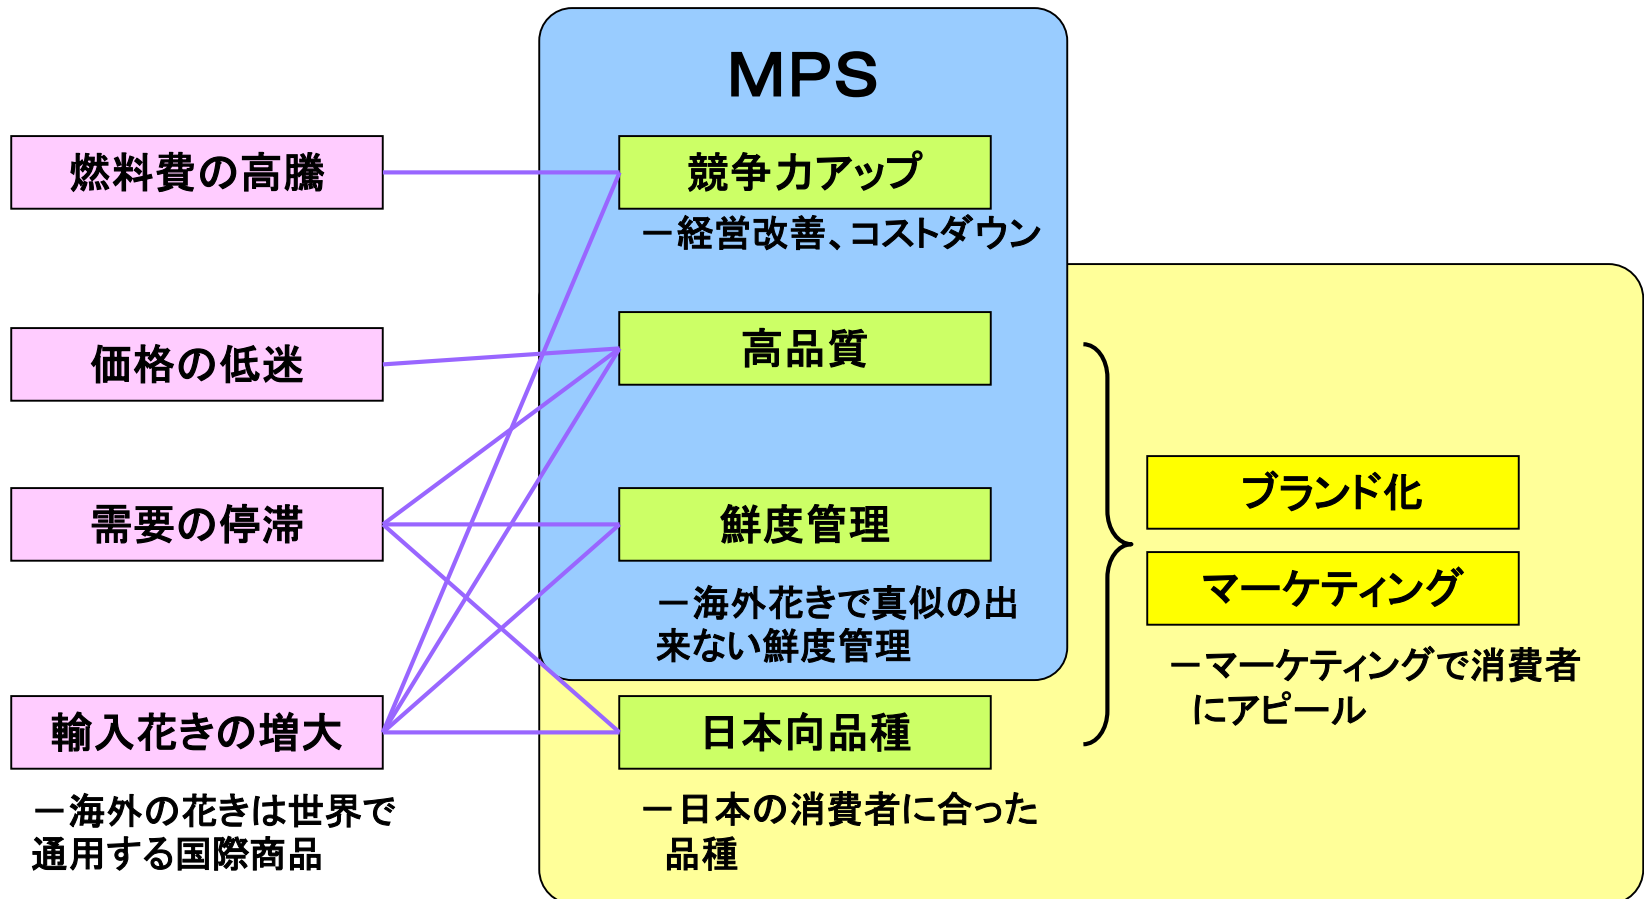 MPS
燃料費の高騰
競争力アップ
－経営改善、コストダウン
価格の低迷
高品質
需要の停滞
鮮度管理
－海外花きで真似の出
来ない鮮度管理
ブランド化
マーケティング
－マーケティングで消費者
にアピール
輸入花きの増大
－海外の花きは世界で
通用する国際商品
日本向品種
－日本の消費者に合った
品種